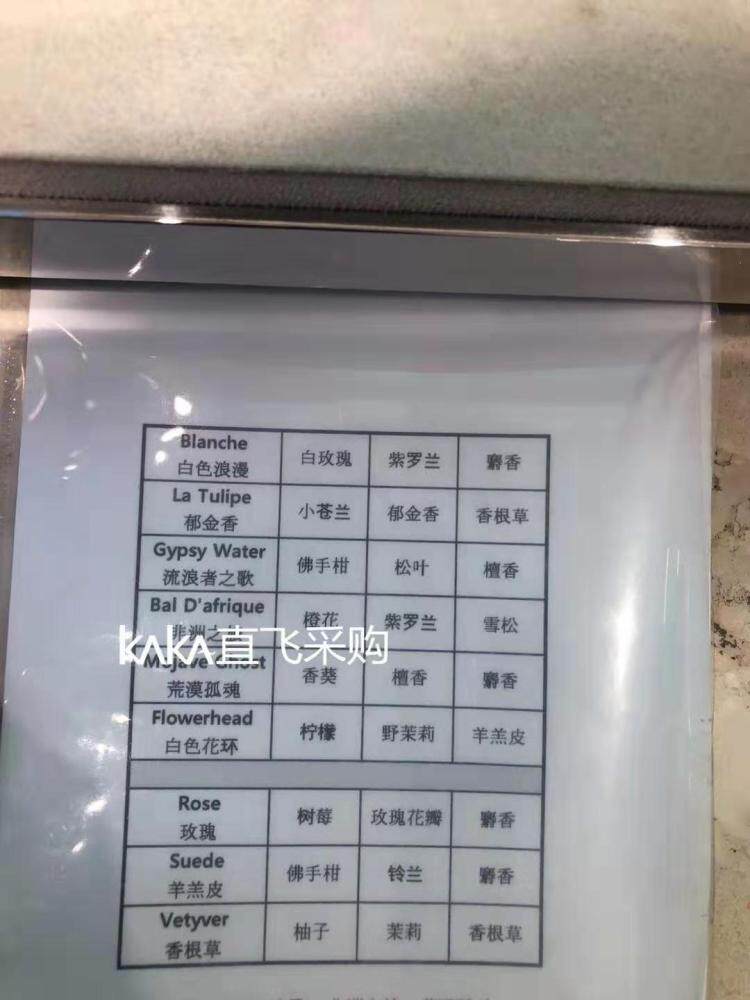 Blanche
白色浪漫
白玫瑰
紫罗兰
麝香
La Tulipe
郁金香
小苍兰
郁金香
香根草
Gypsy Water
流浪者之歌
佛手柑
松叶
檀香
Bal D'afrique
橙花
紫罗兰
雪松
KAKA直飞采购
Mojave Ghost
荒漠孤魂
香葵
檀香
麝香
Flowerhead
白色花环
柠檬
野茉莉
羊羔皮
Rose
玫瑰
树莓
玫瑰花瓣
麝香
Suede
羊羔皮
佛手柑
铃兰
麝香
Vetyver
香根草
柚子
茉莉
香根草